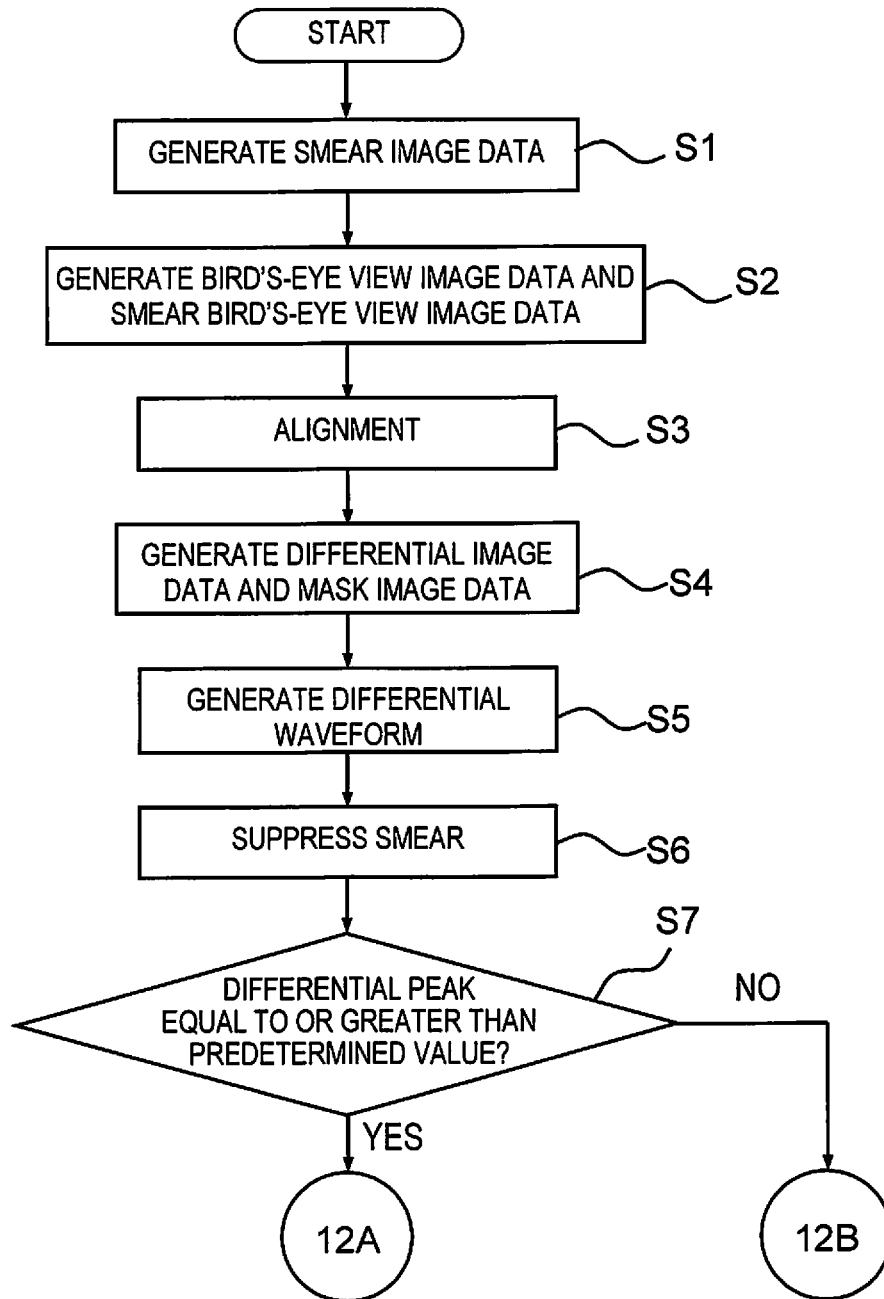 START
GENERATE SMEAR IMAGE DATA
S1
GENERATE BIRD'S-EYE VIEW IMAGE DATA AND
SMEAR BIRD'S-EYE VIEW IMAGE DATA
S2
ALIGNMENT
S3
GENERATE DIFFERENTIAL IMAGE
DATA AND MASK IMAGE DATA
S4
GENERATE DIFFERENTIAL
WAVEFORM
S5
SUPPRESS SMEAR
S6
S7
DIFFERENTIAL PEAK
EQUAL TO OR GREATER THAN
PREDETERMINED VALUE?
NO
YES
12A
12B